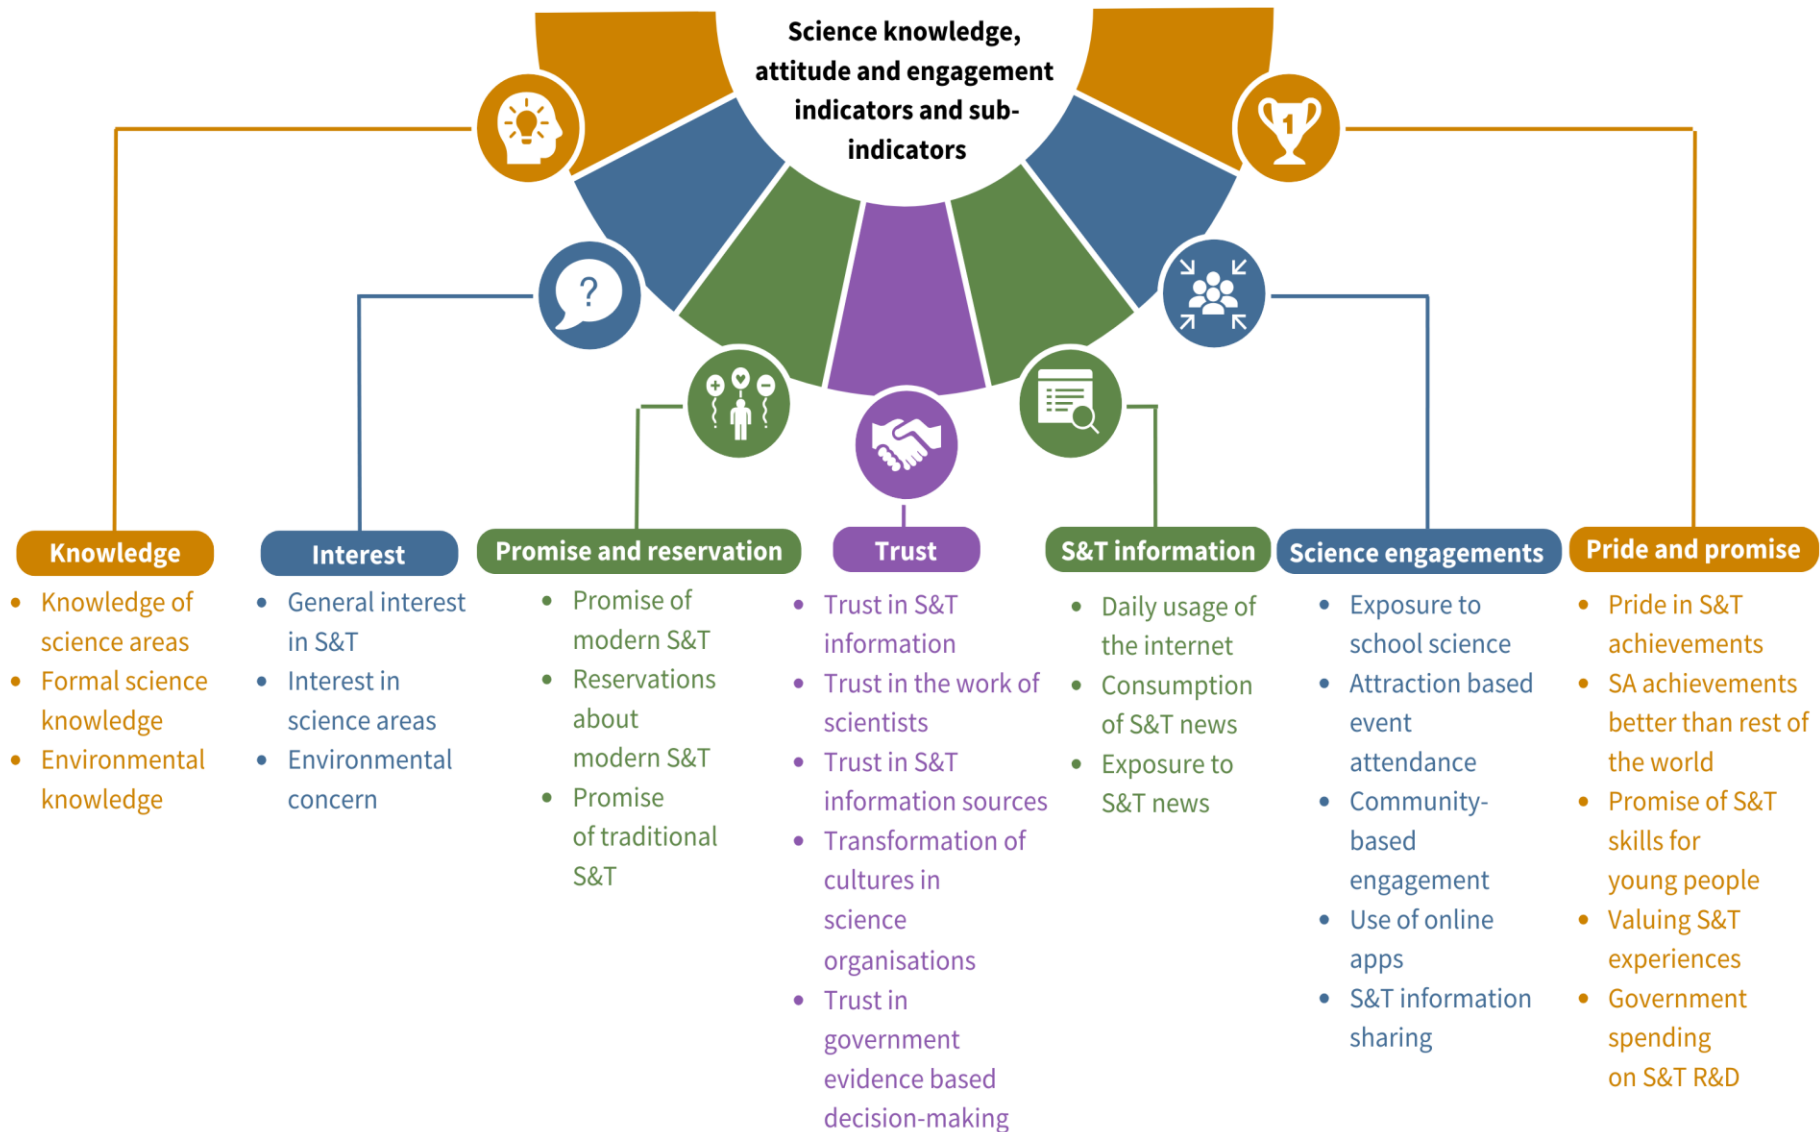 Science knowledge,
attitude and engagement
indicators and sub-
indicators
1
?
Knowledge
• Knowledge of
science areas
• Formal science
knowledge
• Environmental
knowledge
Interest
• General interest
in S&T
• Interest in
science areas
• Environmental
concern
Promise and reservation
• Promise of
modern S&T
• Reservations
about
modern S&T
• Promise
of traditional
S&T
Trust
• Trust in S&T
information
• Trust in the work of
scientists
• Trust in S&T
information sources
• Transformation of
cultures in
science
organisations
• Trust in
government
evidence based
decision-making
S&T information
• Daily usage of
the internet
• Consumption
of S&T news
• Exposure to
S&T news
Science engagements
• Exposure to
school science
• Attraction based
event
attendance
• Community-
based
engagement
• Use of online
apps
• S&T information
sharing
Pride and promise
• Pride in S&T
achievements
• SA achievements
better than rest of
the world
• Promise of S&T
skills for
young people
• Valuing S&T
experiences
• Government
spending
on S&T R&D